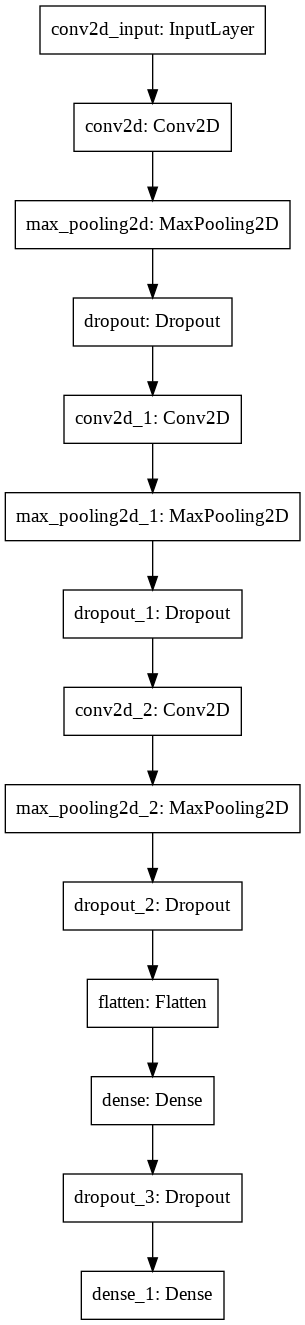 conv2d_input: InputLayer
conv2d: Conv2D
max_pooling2d: MaxPooling2D
dropout: Dropout
conv2d_1: Conv2D
max_pooling2d_1: MaxPooling2D
dropout_1: Dropout
conv2d_2: Conv2D
max_pooling2d_2: MaxPooling2D
dropout_2: Dropout
flatten: Flatten
dense: Dense
dropout_3: Dropout
dense_1: Dense